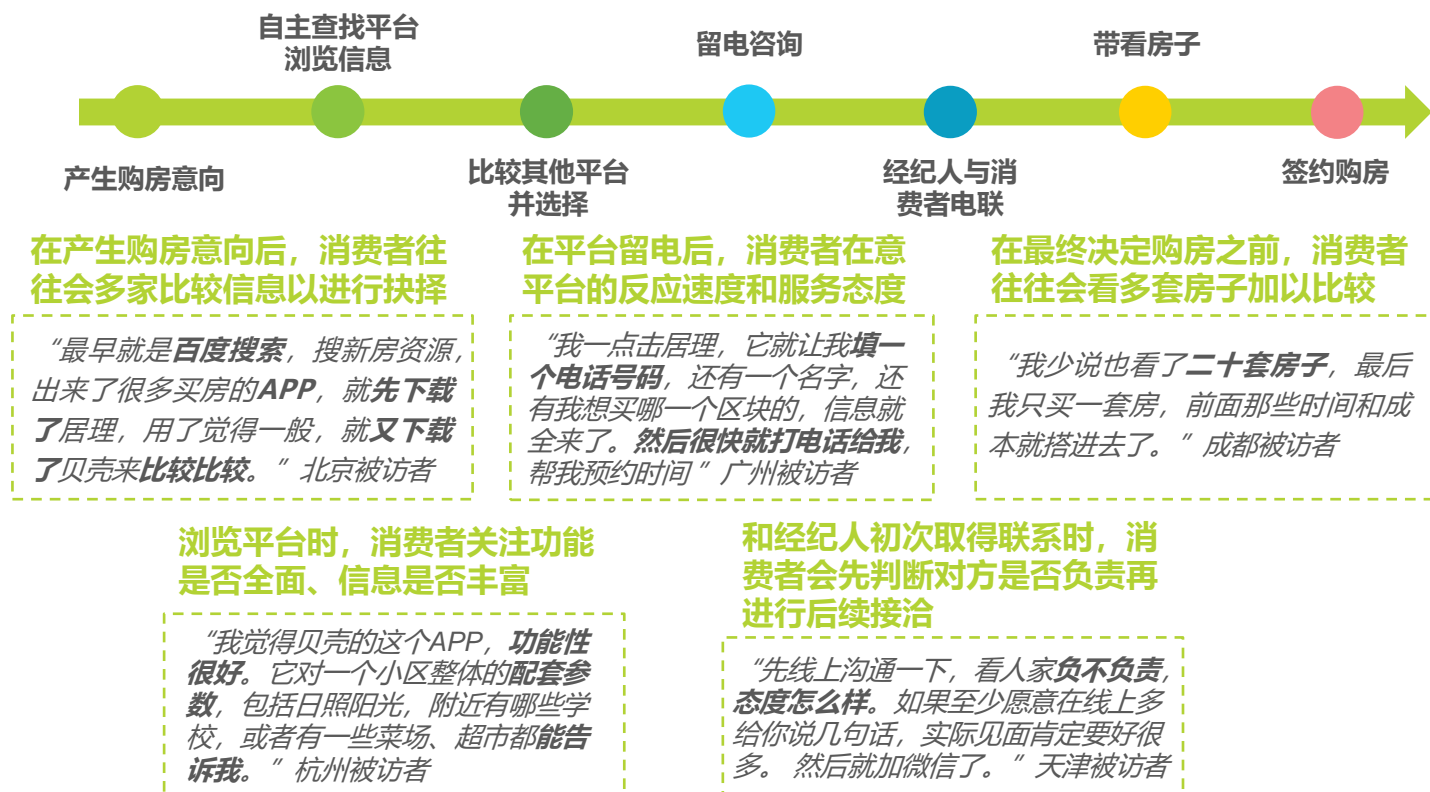 自主查找平台
浏览信息
留电咨询
带看房子
产生购房意向
比较其他平台
并选择
经纪人与消
费者电联
签约购房
在产生购房意向后，消费者往
往会多家比较信息以进行抉择
“最早就是百度搜索，搜新房资源，
出来了很多买房的APP，就先下载
了居理，用了觉得一般，就又下载
了贝壳来比较比较。”北京被访者
在平台留电后，消费者在意
平台的反应速度和服务态度
“我一点击居理，它就让我填一
个电话号码，还有一个名字，还
有我想买哪一个区块的，信息就
全来了。然后很快就打电话给我，
帮我预约时间 ”广州被访者
在最终决定购房之前，消费者
往往会看多套房子加以比较
“我少说也看了二十套房子，最后
我只买一套房，前面那些时间和成
本就搭进去了。”成都被访者
浏览平台时，消费者关注功能
是否全面、信息是否丰富
“我觉得贝壳的这个APP，功能性
很好。它对一个小区整体的配套参
数，包括日照阳光，附近有哪些学
校，或者有一些菜场、超市都能告
诉我。”杭州被访者
和经纪人初次取得联系时，消
费者会先判断对方是否负责再
进行后续接洽
“先线上沟通一下，看人家负不负责，
态度怎么样。如果至少愿意在线上多
给你说几句话，实际见面肯定要好很
多。 然后就加微信了。”天津被访者